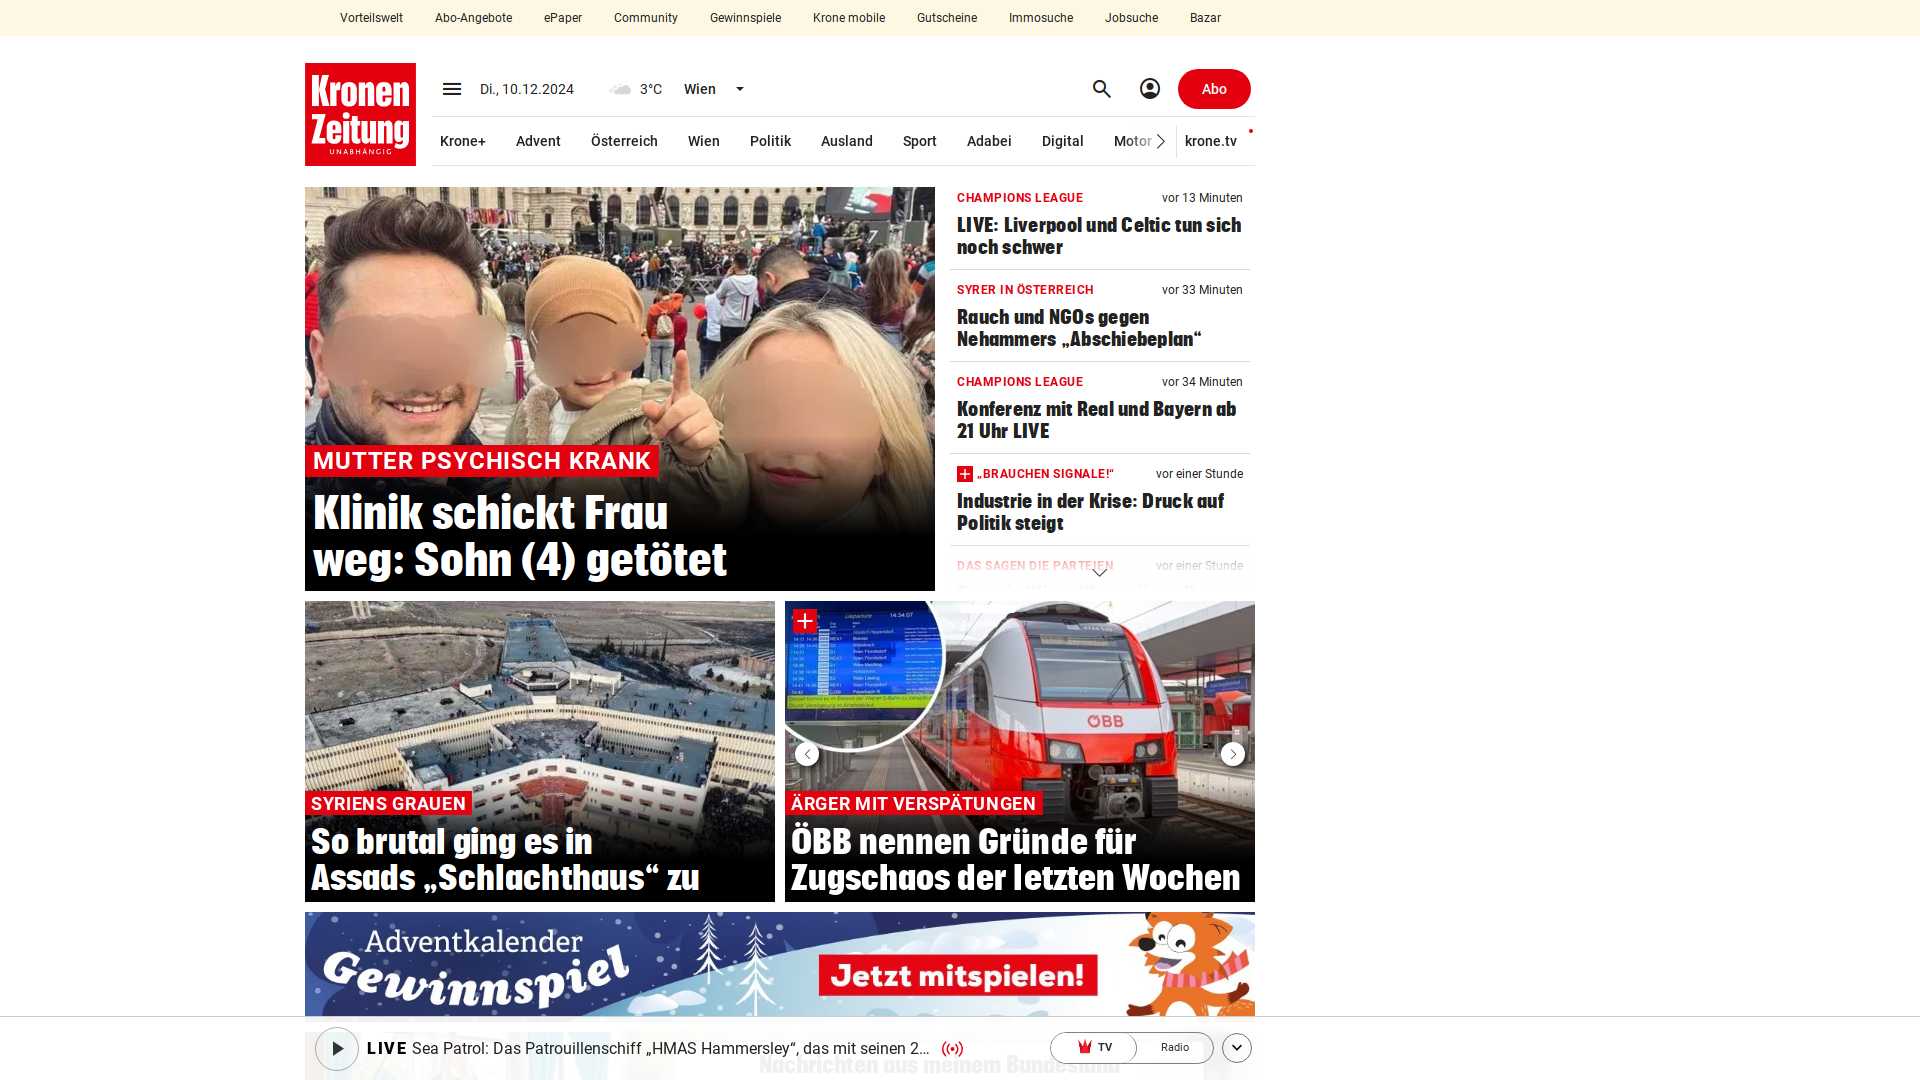 Vorteilswelt Abo-Angebote ePaper Community Gewinnspiele Krone mobile Gutscheine Immosuche Jobsuche Bazar
Kronen
Zeitung
UNABHÄNGIG
Di., 10.12.2024 3°C Wien Abo
Krone+ Advent Österreich Wien Politik Ausland Sport Adabei Digital Motor krone.tv
MUTTER PSYCHISCH KRANK
Klinik schickt Frau
weg: Sohn (4) getötet
CHAMPIONS LEAGUE vor 13 Minuten
LIVE: Liverpool und Celtic tun sich
noch schwer
SYRER IN ÖSTERREICH vor 33 Minuten
Rauch und NGOs gegen
Nehammers „Abschiebeplan“
CHAMPIONS LEAGUE vor 34 Minuten
Konferenz mit Real und Bayern ab
21 Uhr LIVE
„BRAUCHEN SIGNALE!“ vor einer Stunde
Industrie in der Krise: Druck auf
Politik steigt
DAS SAGEN DIE PARTEIEN vor einer Stunde
SYRIENS GRAUEN
So brutal ging es in
Assads „Schlachthaus“ zu
ÖBB
ÄRGER MIT VERSPÄTUNGEN
ÖBB nennen Gründe für
Zugschaos der letzten Wochen
Adventkalender
Gewinnspiel
Jetzt mitspielen!
LIVE Sea Patrol: Das Patrouillenschiff „HMAS Hammersley“, das mit seinen 2... TV Radio
Nachrichten aus meinem Bundesland